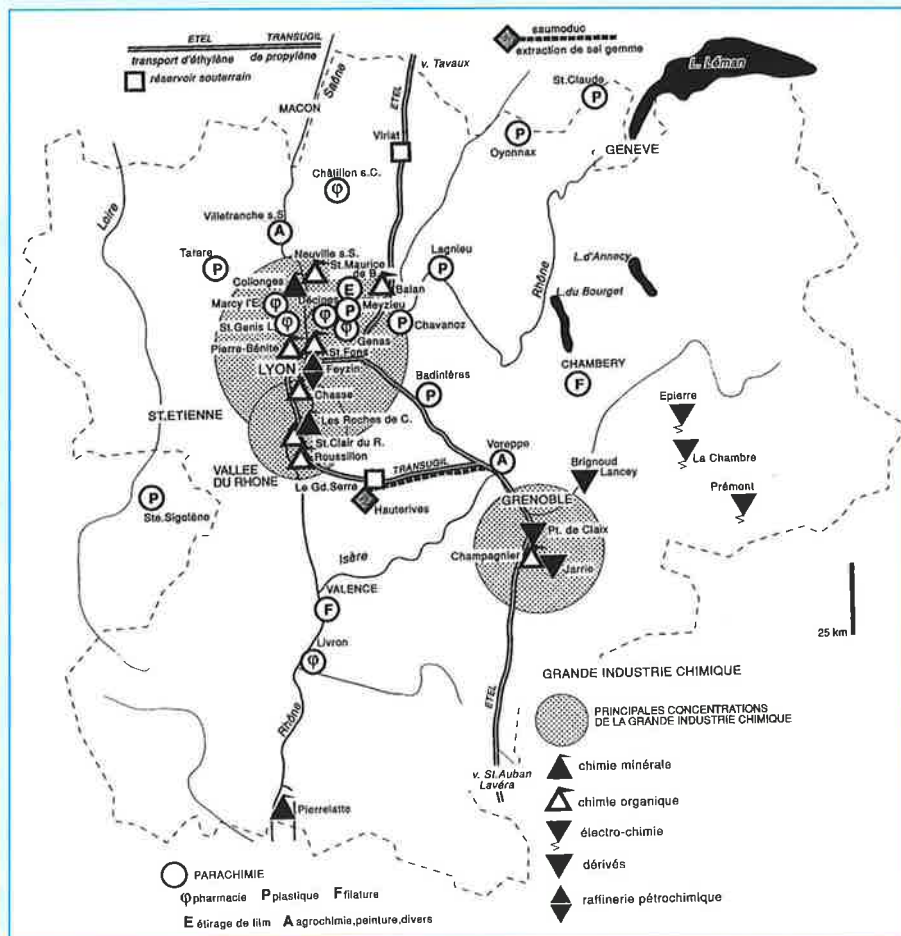 ETEL TRANSUGIL
transport d'éthylène de propylène
réservoir souterrain
saumoduc
extraction de sel gemme
v. Tavaux
L. Léman
St.Claude
P
Saône
MACON
ETEL
Viriat
P
Oyonnax
GENEVE
Châtillon s.C.
φ
Loire
Villefranche s.S
A
Tarare
P
Neuville s.S.
St.Maurice
de B.
Lagnieu
P
Rhône
L.d'Annecy
L.du Bourget
Collonges
E
Balan
Marcy l'E.
φ
Décines
φ
P
Meyzieu
St.Genis L.
φ
φ
Genas
P
Chavanoz
Pierre-Bénite
St.Fons
LYON
Feyzin
CHAMBERY
F
Chasse
Badintéres
P
ST.ETIENNE
Les Roches de C.
Epierre
St.Clair du R.
Voreppe
A
La Chambre
VALLEE
DU RHONE
Roussillon
TRANSUGIL
Brignoud
Lancey
Prémont
Le Gd.Serre
GRENOBLE
P
Ste.Sigolène
Hauterives
Pt. de Claix
Isère
Champagnier
Jarrie
VALENCE
F
25 km
Livron
φ
Rhône
ETEL
v. St.Auban
Lavéra
Pierrelatte
GRANDE INDUSTRIE CHIMIQUE
PRINCIPALES CONCENTRATIONS
DE LA GRANDE INDUSTRIE CHIMIQUE
chimie minérale
chimie organique
électro-chimie
dérivés
raffinerie pétrochimique
PARACHIMIE
φ pharmacie P plastique F filature
E étirage de film A agrochimie,peinture,divers